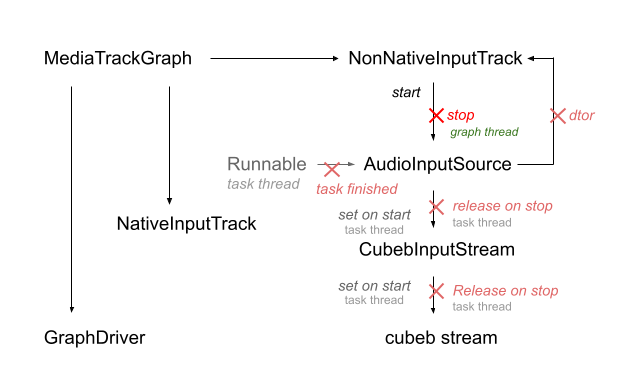 MediaTrackGraph
NonNativeInputTrack
start
stop
dtor
graph thread
Runnable
AudioInputSource
task thread
task finished
set on start
release on stop
task thread
task thread
NativeInputTrack
CubebInputStream
set on start
Release on stop
task thread
task thread
GraphDriver
cubeb stream